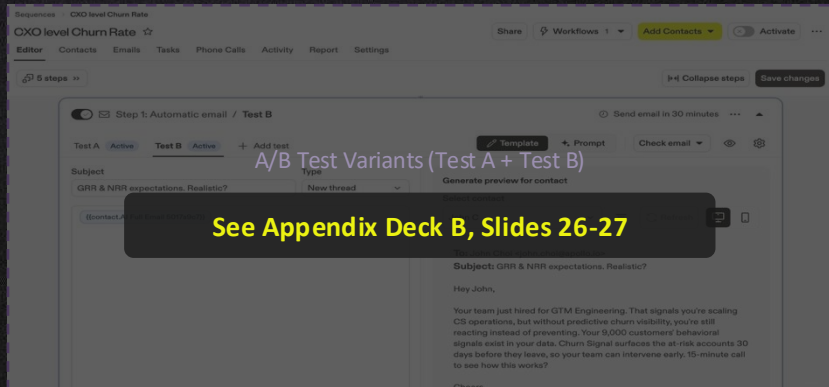 Sequences › CXO level Churn Rate
CXO level Churn Rate
Share Workflows 1 Add Contacts Activate
Editor Contacts Emails Tasks Phone Calls Activity Report Settings
5 steps
Collapse steps Save changes
Step 1: Automatic email / Test B
Send email in 30 minutes
Test A Active Test B Active + Add test
Template Prompt Check email
A/B Test Variants (Test A + Test B)
Subject Type
GRR & NRR expectations. Realistic? New thread
Generate preview for contact
See Appendix Deck B, Slides 26-27
Subject: GRR & NRR expectations. Realistic?
Hey John,
Your team just hired for GTM Engineering. That signals you're scaling
CS operations, but without predictive churn visibility, you're still
reacting instead of preventing. Your 9,000 customers' behavioral
signals exist in your data. Churn Signal surfaces the at-risk accounts 30
days before they leave, so your team can intervene early. 15-minute call
to see how this works?